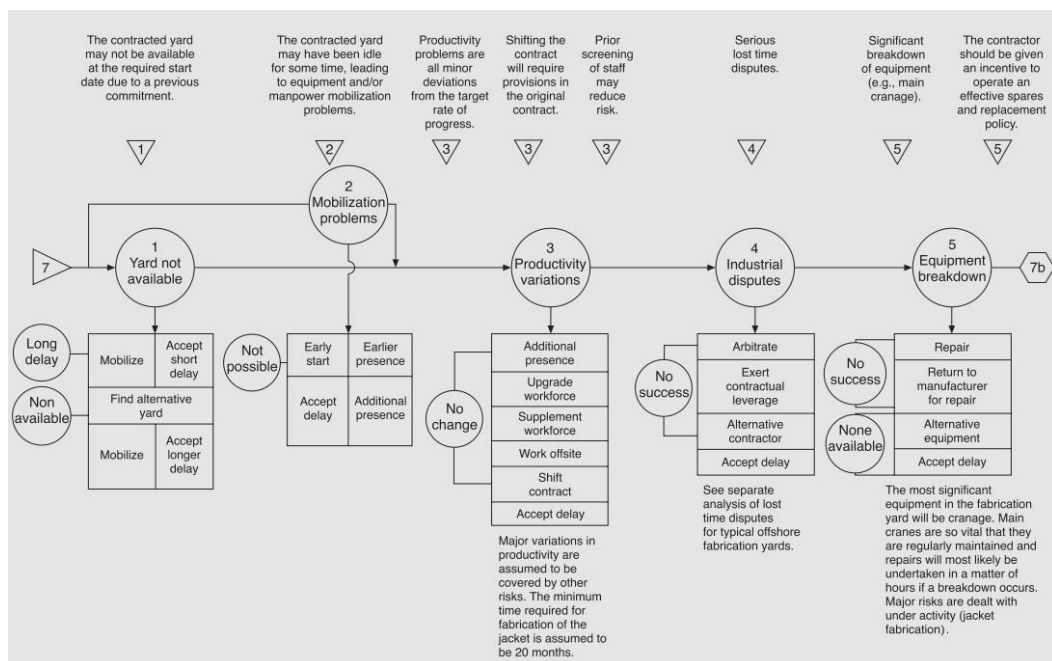 The contracted yard
may not be available
at the required start
date due to a previous
commitment.
The contracted yard
may have been idle
for some time, leading
to equipment and/or
manpower mobilization
problems.
Productivity
problems are
all minor
deviations
from the target
rate of
progress.
Shifting the
contract
will require
provisions in
the original
contract.
Prior
screening
of staff
may
reduce
risk.
Serious
lost time
disputes.
Significant
breakdown
of equipment
(e.g., main
cranage).
The contractor
should be given
an incentive to
operate an
effective spares
and replacement
policy.
1
2
3
3
3
4
5
5
7
1
Yard not
available
2
Mobilization
problems
3
Productivity
variations
4
Industrial
disputes
5
Equipment
breakdown
7b
Long
delay
Non
available
Mobilize
Accept
short
delay
Find alternative
yard
Mobilize
Accept
longer
delay
Not
possible
Early
start
Earlier
presence
Accept
delay
Additional
presence
No
change
Additional
presence
Upgrade
workforce
Supplement
workforce
Work offsite
Shift
contract
Accept delay
Major variations in
productivity are
assumed to be
covered by other
risks. The minimum
time required for
fabrication of the
jacket is assumed to
be 20 months.
No
success
Arbitrate
Exert
contractual
leverage
Alternative
contractor
Accept delay
See separate
analysis of lost
time disputes
for typical offshore
fabrication yards.
No
success
None
available
Repair
Return to
manufacturer
for repair
Alternative
equipment
Accept delay
The most significant
equipment in the fabrication
yard will be cranage. Main
cranes are so vital that they
are regularly maintained and
repairs will most likely be
undertaken in a matter of
hours if a breakdown occurs.
Major risks are dealt with
under activity (jacket
fabrication).